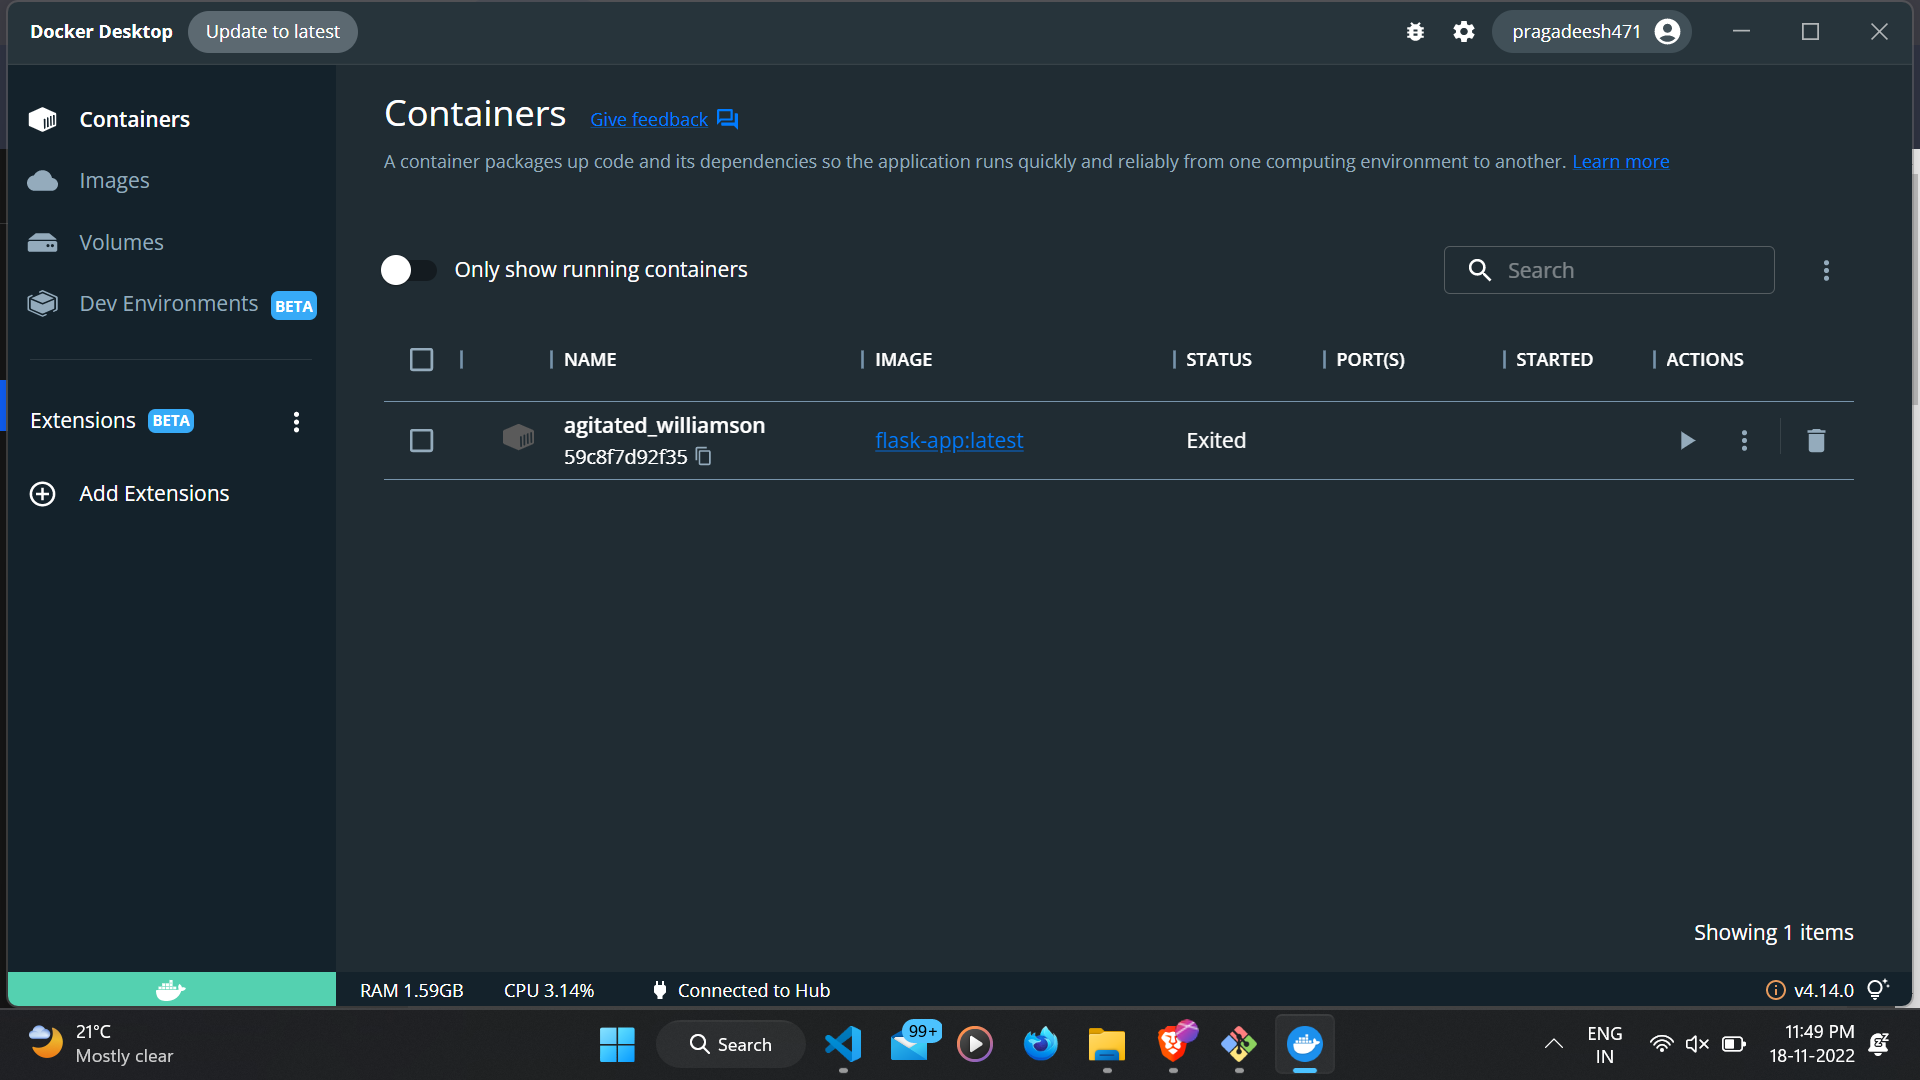 Docker Desktop Update to latest pragadeesh471
Containers
Images
Volumes
Dev Environments BETA
Extensions BETA
Add Extensions
Containers Give feedback
A container packages up code and its dependencies so the application runs quickly and reliably from one computing environment to another. Learn more
Only show running containers Search
NAME IMAGE STATUS PORT(S) STARTED ACTIONS
agitated_williamson
59c8f7d92f35
flask-app:latest Exited
Showing 1 items
RAM 1.59GB CPU 3.14% Connected to Hub v4.14.0
21°C
Mostly clear
Search
99+
ENG
IN
11:49 PM
18-11-2022